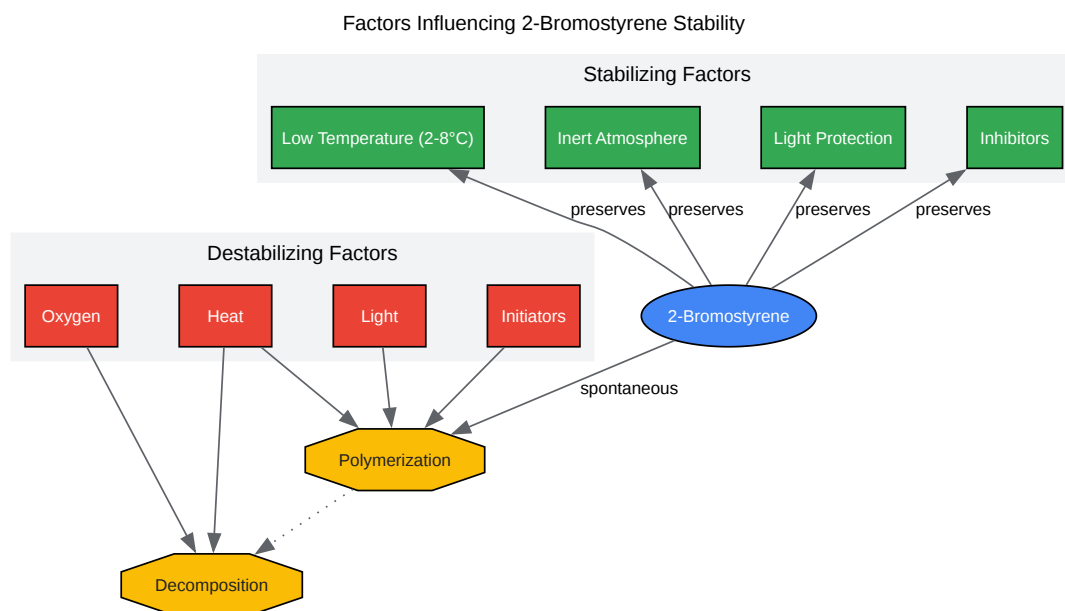 Factors Influencing 2-Bromostyrene Stability
Stabilizing Factors
Low Temperature (2-8°C)
Inert Atmosphere
Light Protection
Inhibitors
preserves
preserves
preserves
preserves
Destabilizing Factors
Oxygen
Heat
Light
Initiators
2-Bromostyrene
spontaneous
Polymerization
Decomposition